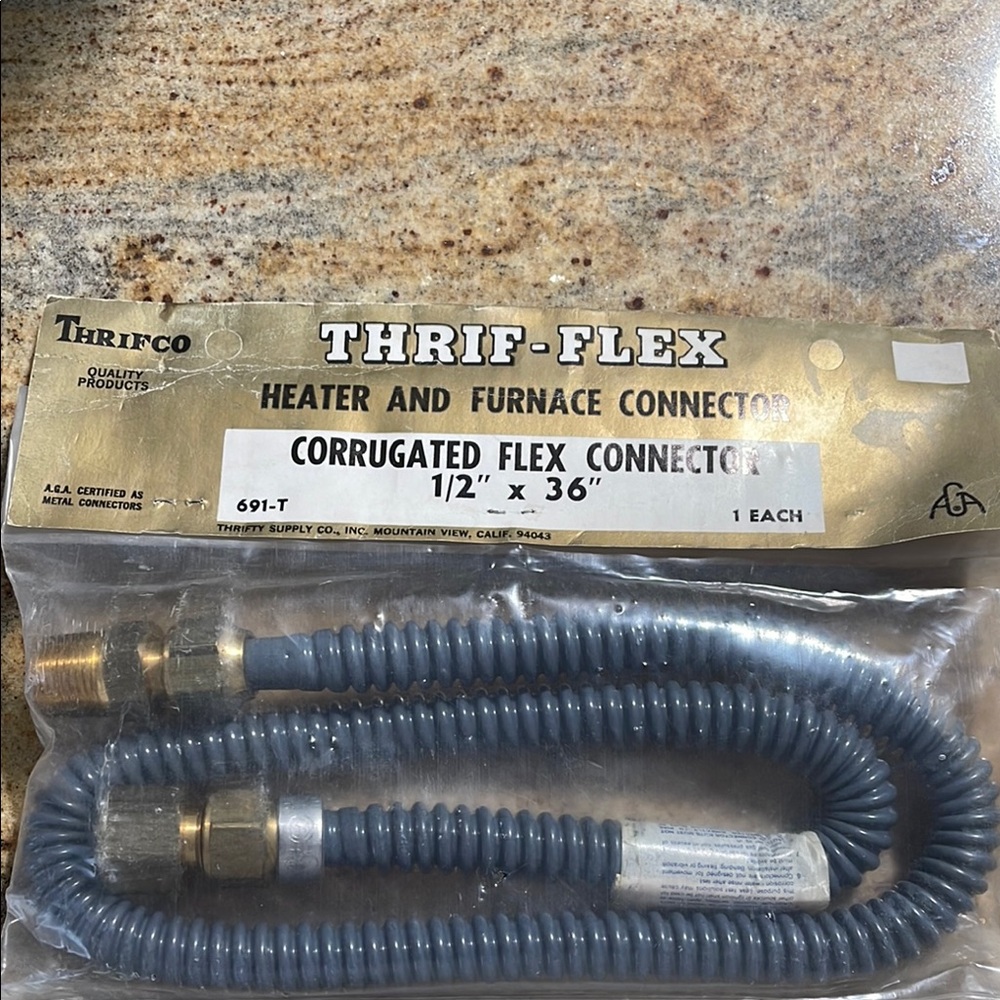 THRIFCO
QUALITY
PRODUCTS
THRIF-FLEX
HEATER AND FURNACE CONNECTOR
CORRUGATED FLEX CONNECTOR
1/2" x 36"
691-T
1 EACH
A.G.A. CERTIFIED AS
METAL CONNECTORS
THRIFTY SUPPLY CO., INC. MOUNTAIN VIEW, CALIF. 94043
AGA